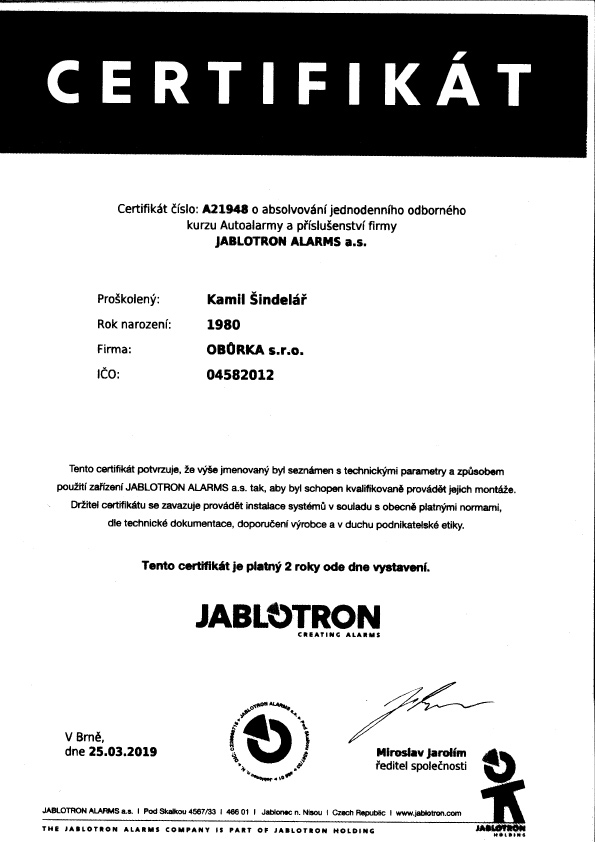 CERTIFIKÁT
Certifikát číslo: A21948 o absolvování jednodenního odborného
kurzu Autoalarmy a příslušenství firmy
JABLOTRON ALARMS a.s.
Proškolený: Kamil Šindelář
Rok narození: 1980
Firma: OBŮRKA s.r.o.
IČO: 04582012
Tento certifikát potvrzuje, že výše jmenovaný byl seznámen s technickými parametry a způsobem
použití zařízení JABLOTRON ALARMS a.s. tak, aby byl schopen kvalifikovaně provádět jejich montáže.
Držitel certifikátu se zavazuje provádět instalace systémů v souladu s obecně platnými normami,
dle technické dokumentace, doporučení výrobce a v duchu podnikatelské etiky.
Tento certifikát je platný 2 roky ode dne vystavení.
JABLOTRON
CREATING ALARMS
V Brně,
dne 25.03.2019
JABLOTRON ALARMS a.s.
Miroslav Jarolím
ředitel společnosti
JABLOTRON ALARMS a.s. I Pod Skalkou 4567/33 I 466 01 I Jablonec n. Nisou I Czech Republic I www.jablotron.com
THE JABLOTRON ALARMS COMPANY IS PART OF JABLOTRON HOLDING
JABLOTRON
HOLDING